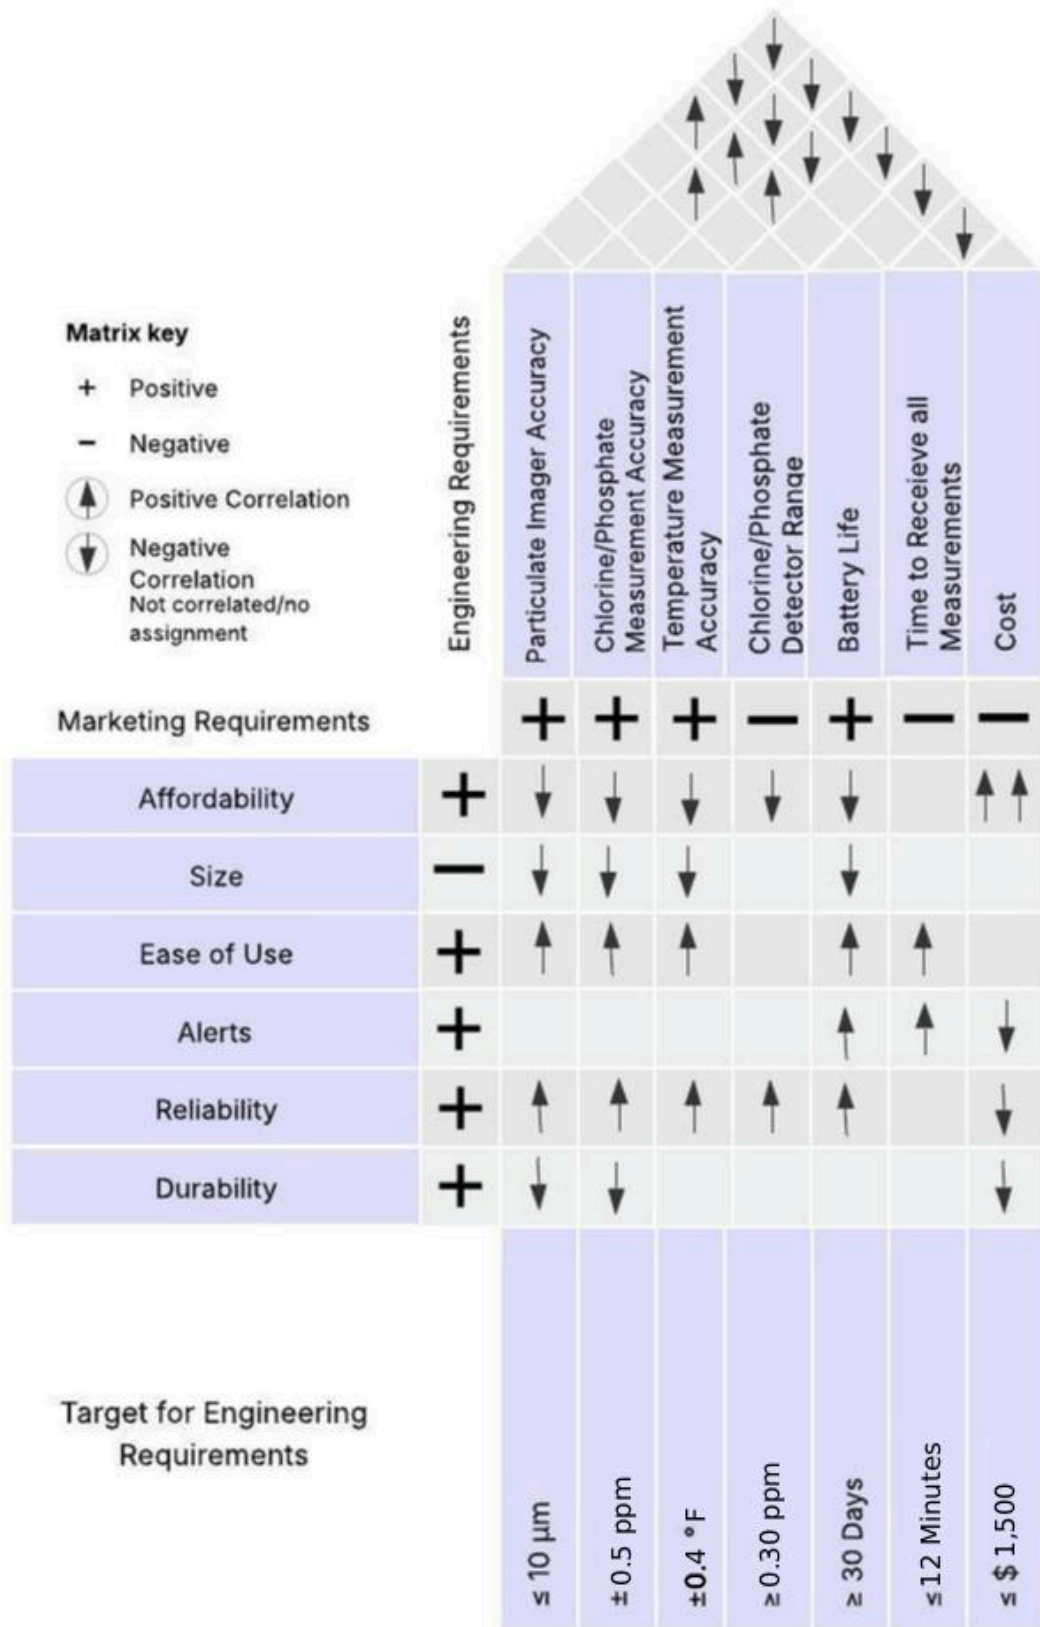 Matrix key
+ Positive
− Negative
Positive Correlation
Negative
Correlation
Not correlated/no
assignment
Engineering Requirements
Particulate Imager Accuracy
Chlorine/Phosphate
Measurement Accuracy
Temperature Measurement
Accuracy
Chlorine/Phosphate
Detector Range
Battery Life
Time to Receieve all
Measurements
Cost
Marketing Requirements
+ + + − + − −
Affordability +
Size −
Ease of Use +
Alerts +
Reliability +
Durability +
Target for Engineering
Requirements
≤ 10 μm
±0.5 ppm
±0.4 °F
≥0.30 ppm
≥ 30 Days
≤12 Minutes
≤ $ 1,500